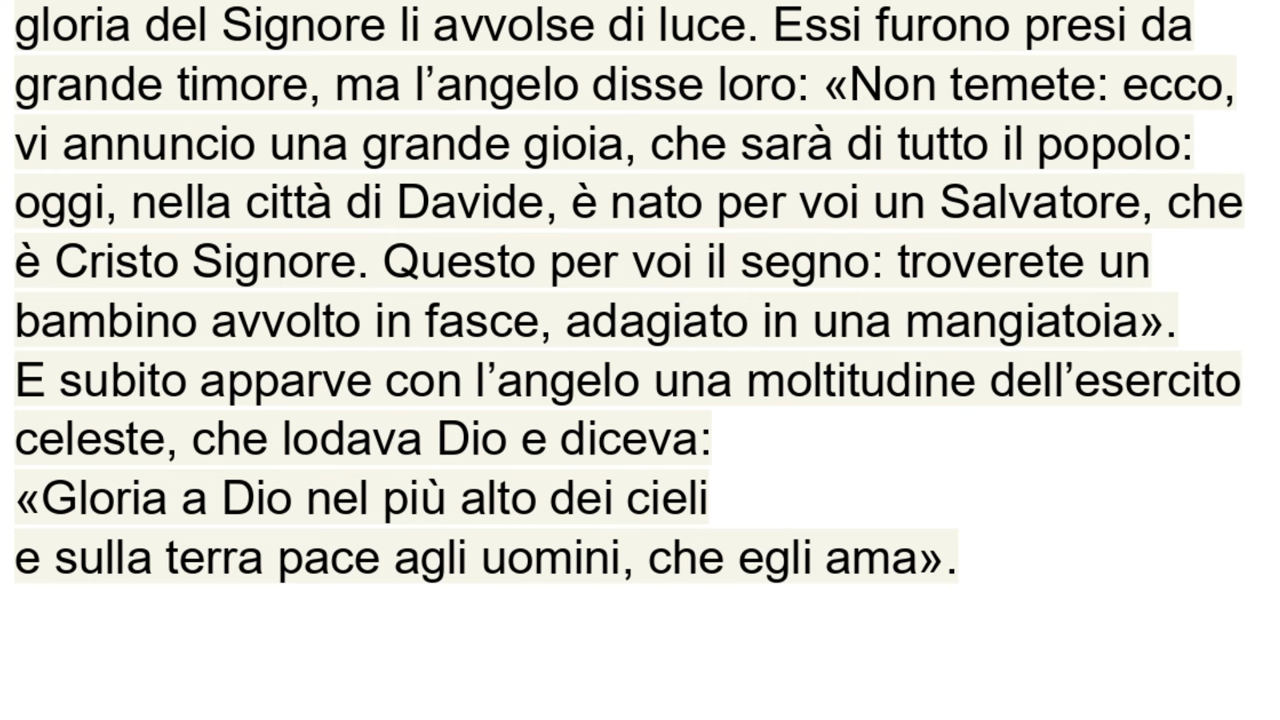 gloria del Signore li avvolse di luce. Essi furono presi da
grande timore, ma l’angelo disse loro: «Non temete: ecco,
vi annuncio una grande gioia, che sarà di tutto il popolo:
oggi, nella città di Davide, è nato per voi un Salvatore, che
è Cristo Signore. Questo per voi il segno: troverete un
bambino avvolto in fasce, adagiato in una mangiatoia».
E subito apparve con l’angelo una moltitudine dell’esercito
celeste, che lodava Dio e diceva:
«Gloria a Dio nel più alto dei cieli
e sulla terra pace agli uomini, che egli ama».